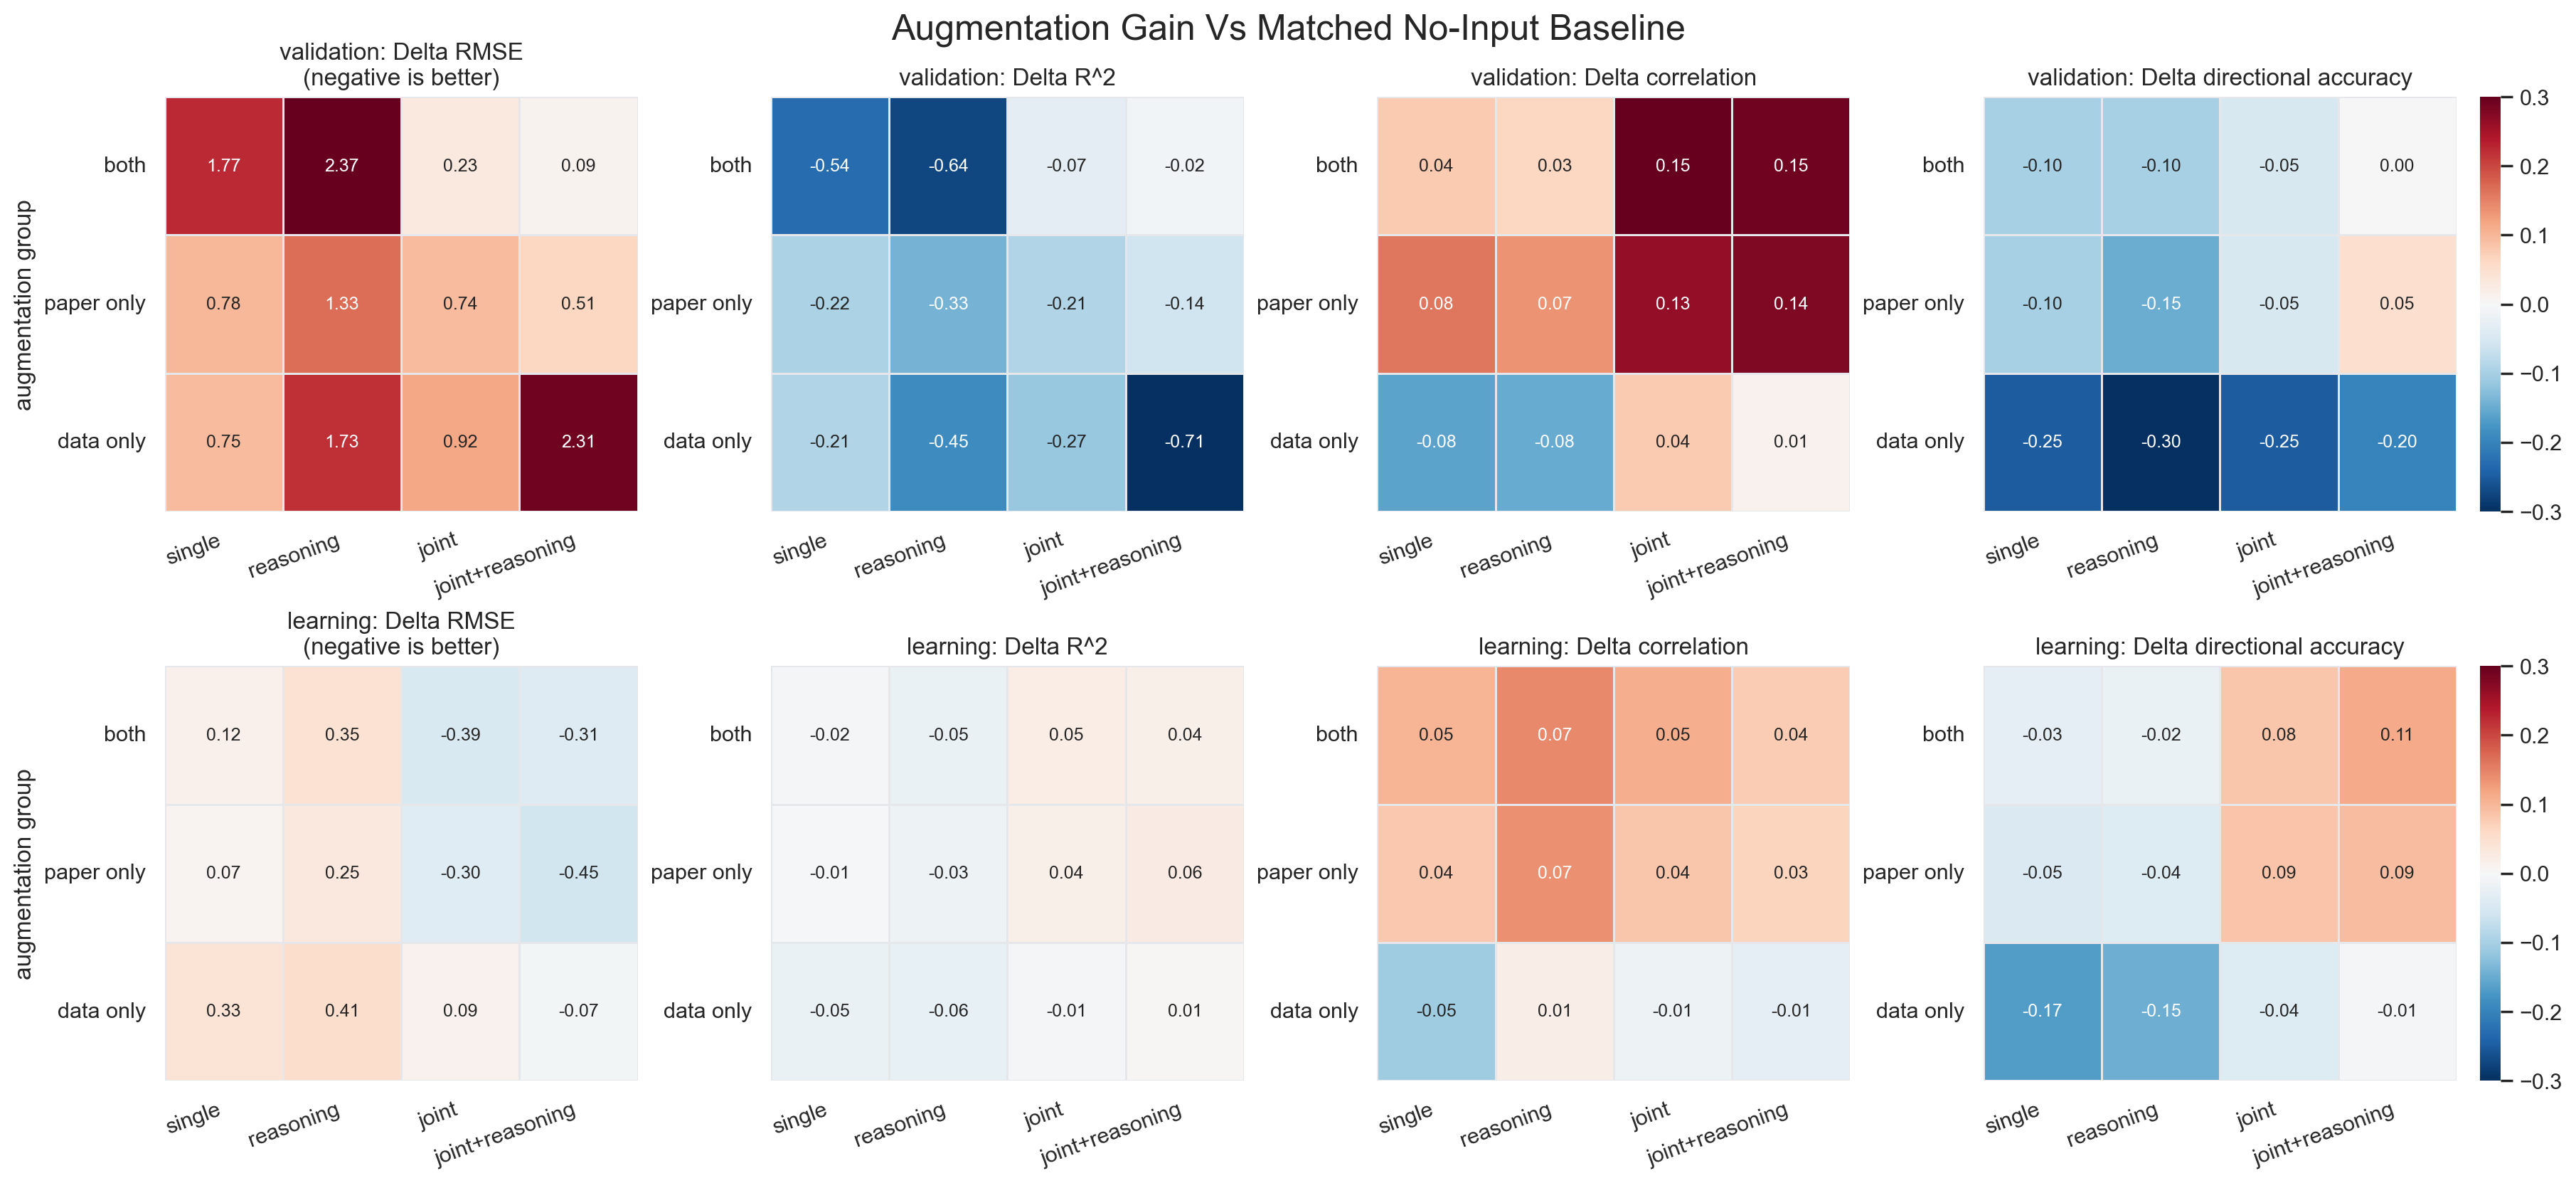 Augmentation Gain Vs Matched No-Input Baseline
validation: Delta RMSE
(negative is better)
validation: Delta R^2
validation: Delta correlation
validation: Delta directional accuracy
augmentation group
both
1.77 2.37 0.23 0.09
paper only
0.78 1.33 0.74 0.51
data only
0.75 1.73 0.92 2.31
single reasoning joint joint+reasoning
both
-0.54 -0.64 -0.07 -0.02
paper only
-0.22 -0.33 -0.21 -0.14
data only
-0.21 -0.45 -0.27 -0.71
single reasoning joint joint+reasoning
both
0.04 0.03 0.15 0.15
paper only
0.08 0.07 0.13 0.14
data only
-0.08 -0.08 0.04 0.01
single reasoning joint joint+reasoning
both
-0.10 -0.10 -0.05 0.00
paper only
-0.10 -0.15 -0.05 0.05
data only
-0.25 -0.30 -0.25 -0.20
single reasoning joint joint+reasoning
0.3
0.2
0.1
0.0
−0.1
−0.2
−0.3
learning: Delta RMSE
(negative is better)
learning: Delta R^2
learning: Delta correlation
learning: Delta directional accuracy
augmentation group
both
0.12 0.35 -0.39 -0.31
paper only
0.07 0.25 -0.30 -0.45
data only
0.33 0.41 0.09 -0.07
single reasoning joint joint+reasoning
both
-0.02 -0.05 0.05 0.04
paper only
-0.01 -0.03 0.04 0.06
data only
-0.05 -0.06 -0.01 0.01
single reasoning joint joint+reasoning
both
0.05 0.07 0.05 0.04
paper only
0.04 0.07 0.04 0.03
data only
-0.05 0.01 -0.01 -0.01
single reasoning joint joint+reasoning
both
-0.03 -0.02 0.08 0.11
paper only
-0.05 -0.04 0.09 0.09
data only
-0.17 -0.15 -0.04 -0.01
single reasoning joint joint+reasoning
0.3
0.2
0.1
0.0
−0.1
−0.2
−0.3